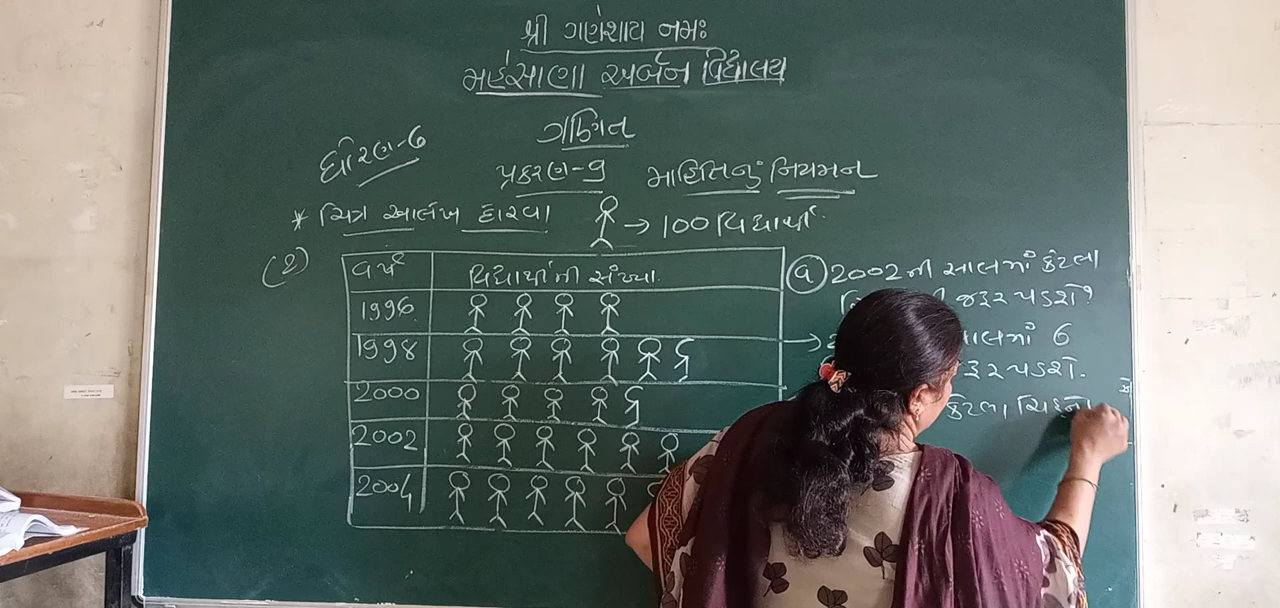 શ્રી ગણેશાય નમઃ
મહેસાણા અર્બન વિદ્યાલય
ગણિત
ધોરણ-6
પ્રકરણ-9 માહિતિનું નિયમન
* ચિત્ર આલેખ દોરવા → 100 વિદ્યાર્થી
(2)
વર્ષ વિદ્યાર્થીની સંખ્યા
1996
1998
2000
2002
2004
(a) 2002 ની સાલમાં કેટલા
જરૂર પડશે?
→ સાલમાં 6
જરૂર પડશે.
કેટલા ચિહ્નો